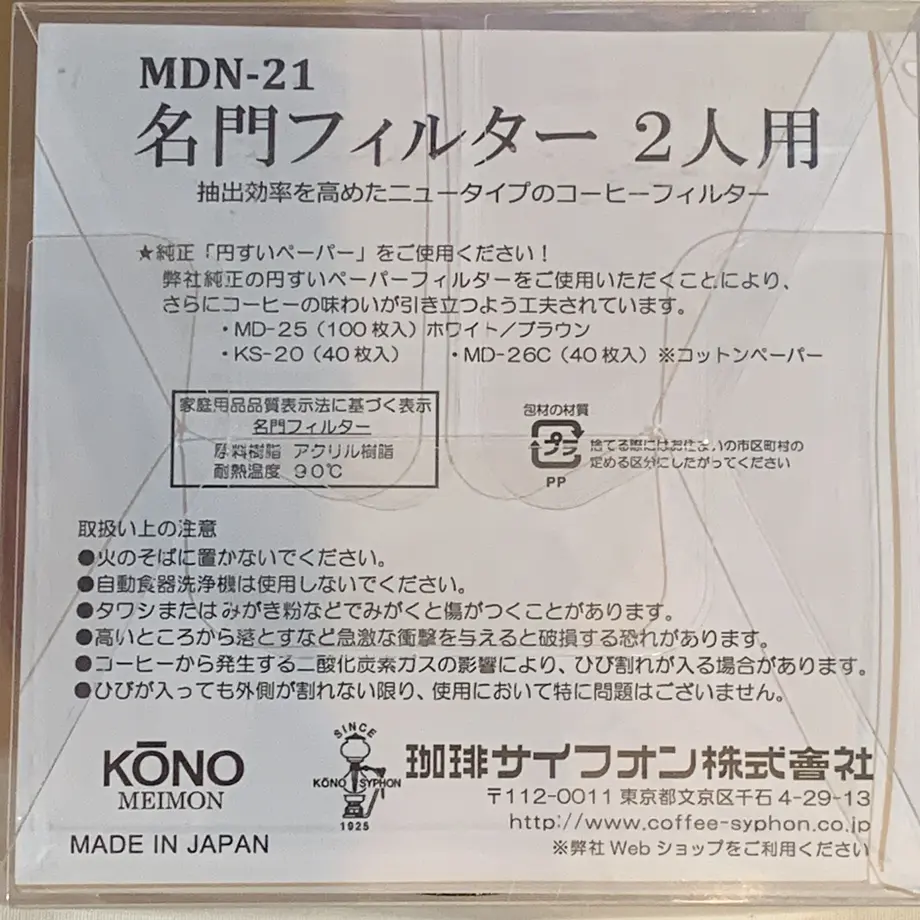 MDN-21
名門フィルター 2人用
抽出効率を高めたニュータイプのコーヒーフィルター
★純正「円すいペーパー」をご使用ください！
弊社純正の円すいペーパーフィルターをご使用いただくことにより、
さらにコーヒーの味わいが引き立つよう工夫されています。
・MD-25（100枚入）ホワイト／ブラウン
・KS-20（40枚入） ・MD-26C（40枚入）※コットンペーパー
家庭用品品質表示法に基づく表示
名門フィルター
原料樹脂 アクリル樹脂
耐熱温度 90℃
包材の材質
プラ
捨てる際にはお住まいの市区町村の
定める区分にしたがってください
PP
取扱い上の注意
●火のそばに置かないでください。
●自動食器洗浄機は使用しないでください。
●タワシまたはみがき粉などでみがくと傷がつくことがあります。
●高いところから落とすなど急激な衝撃を与えると破損する恐れがあります。
●コーヒーから発生する二酸化炭素ガスの影響により、ひび割れが入る場合があります。
●ひびが入っても外側が割れない限り、使用において特に問題はございません。
KŌNO
MEIMON
MADE IN JAPAN
SINCE
KŌNO SYPHON
1925
珈琲サイフオン株式會社
〒112-0011 東京都文京区千石4-29-13
http://www.coffee-syphon.co.jp
※弊社Webショップをご利用ください